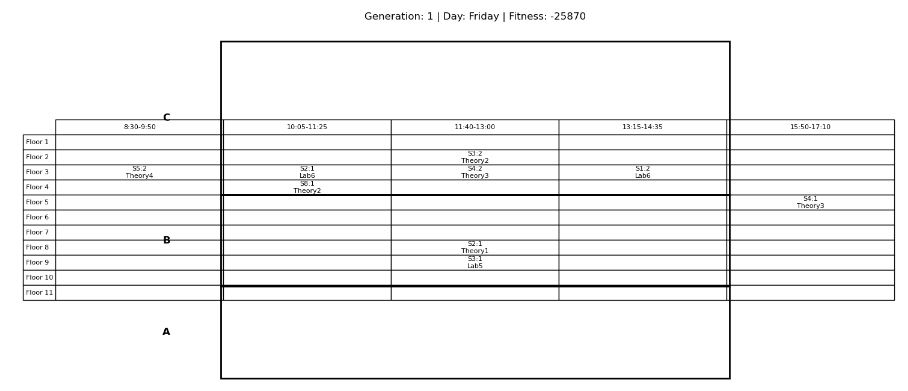 Generation: 1 | Day: Friday | Fitness: -25870
C
8:30-9:50 10:05-11:25 11:40-13:00 13:15-14:35 15:50-17:10
Floor 1
Floor 2 S3:2
Theory2
Floor 3 S5:2 S2:1 S4:2 S1:2
Theory4 Lab6 Theory3 Lab6
Floor 4 S8:1
Theory2
Floor 5 S4:1
Theory3
Floor 6
Floor 7
B
Floor 8 S2:1
Theory1
Floor 9 S3:1
Lab5
Floor 10
Floor 11
A